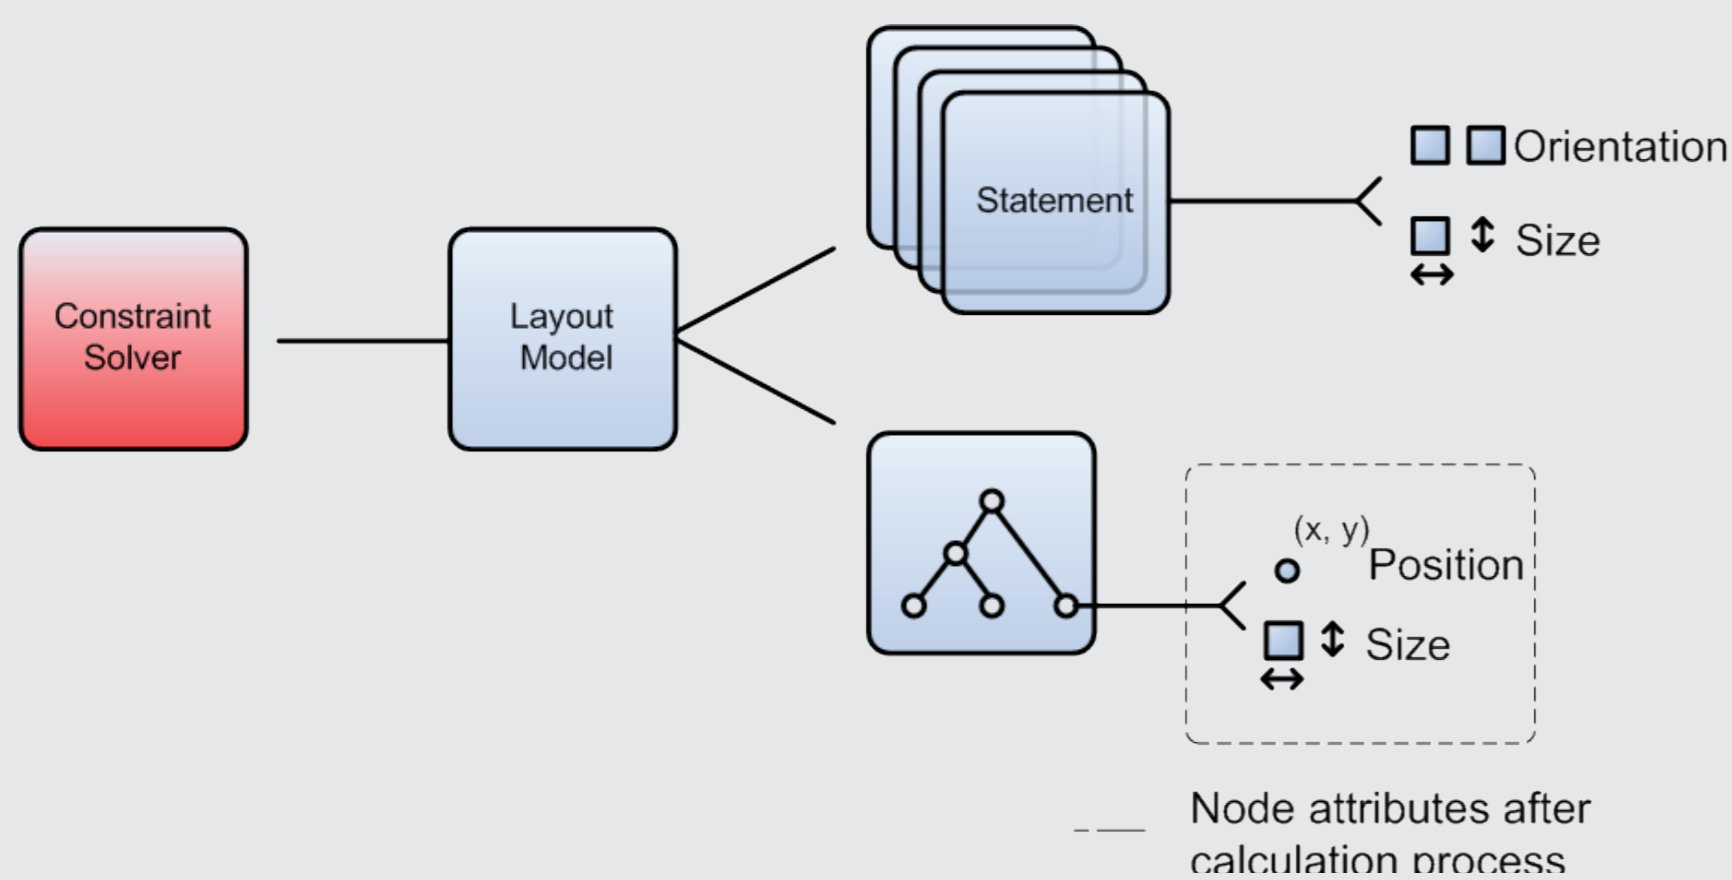 Constraint
Solver
Layout
Model
Statement
Orientation
Size
(x, y)
Position
Size
Node attributes after
calculation process